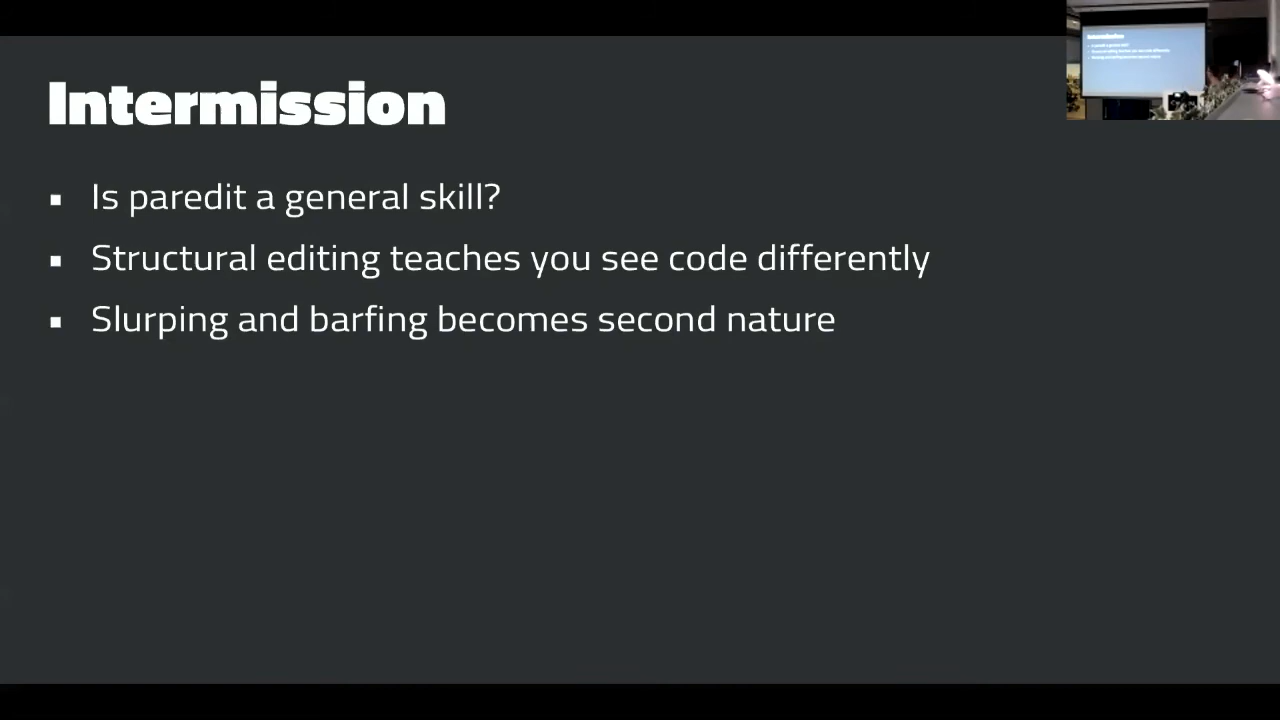 Intermission
▪ Is paredit a general skill?
▪ Structural editing teaches you see code differently
▪ Slurping and barfing becomes second nature